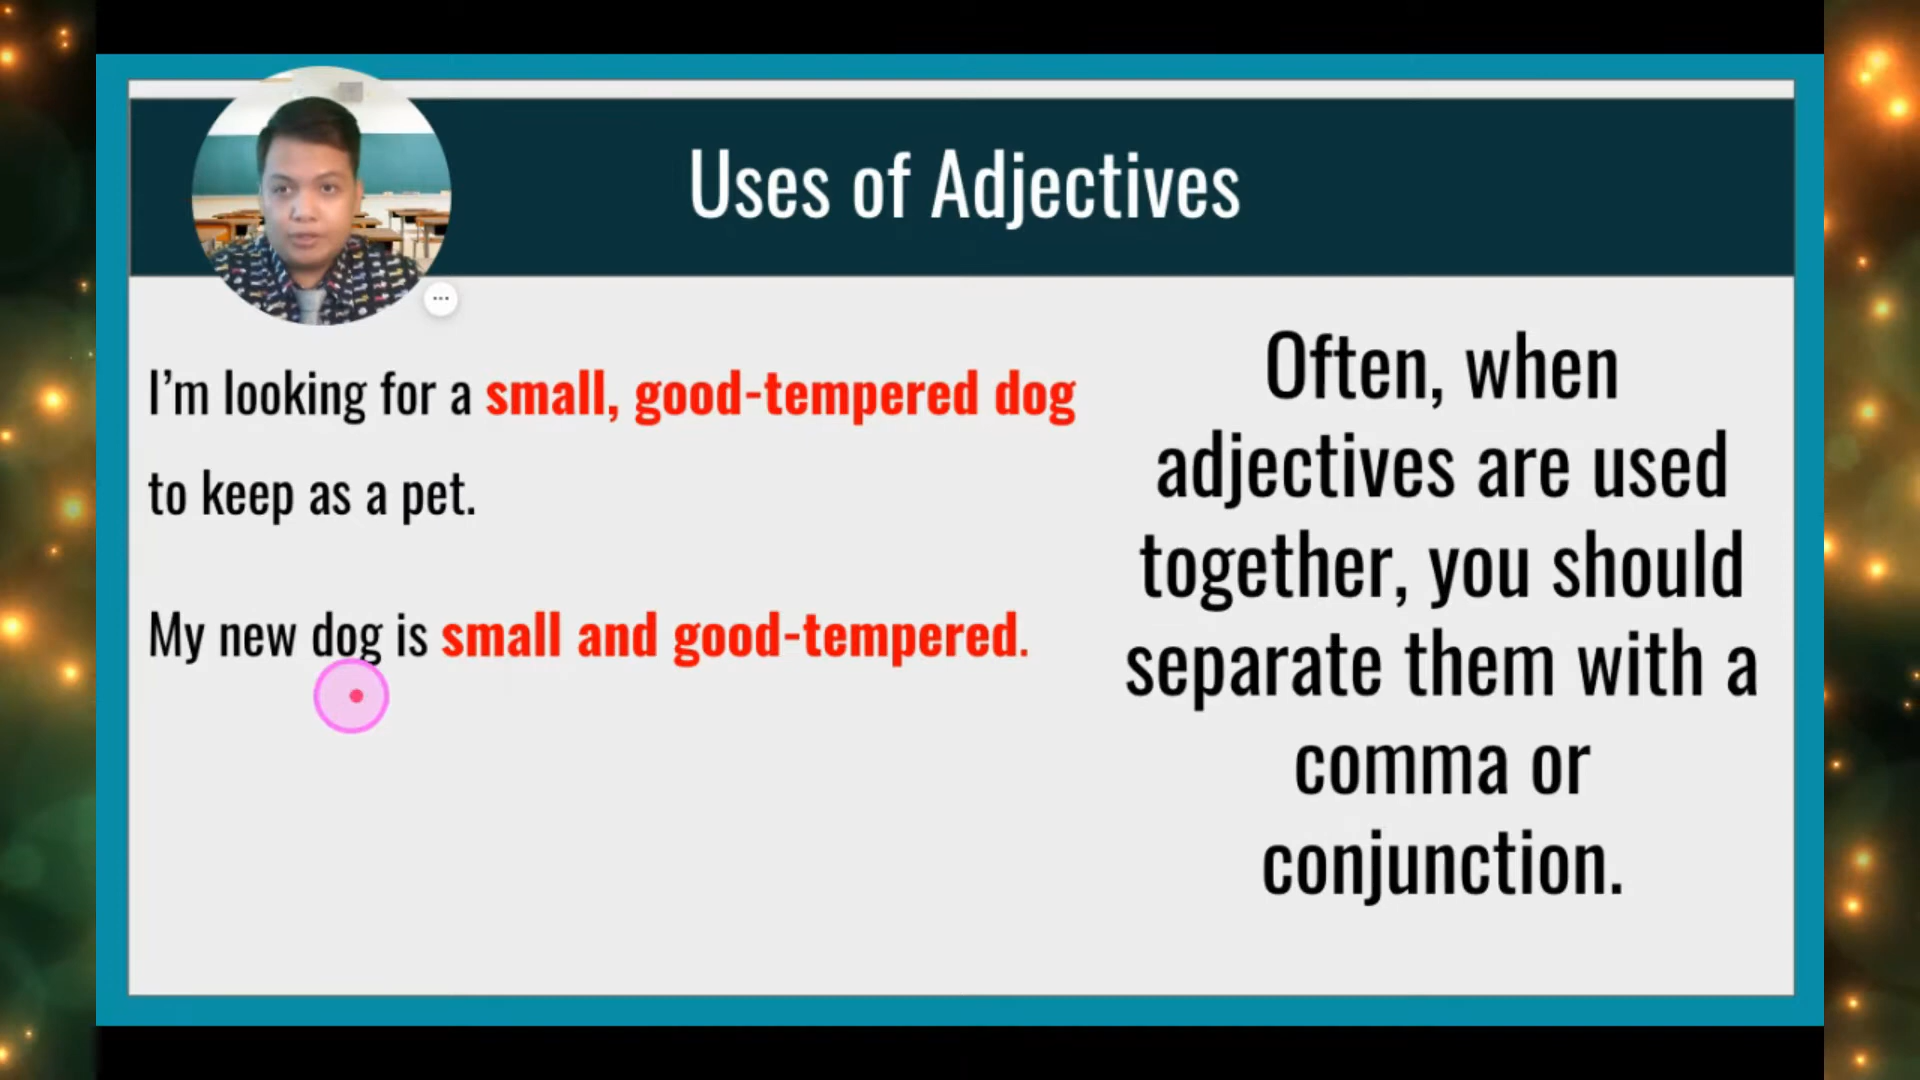 Uses of Adjectives
I'm looking for a small, good-tempered dog
to keep as a pet.
My new dog is small and good-tempered.
Often, when
adjectives are used
together, you should
separate them with a
comma or
conjunction.